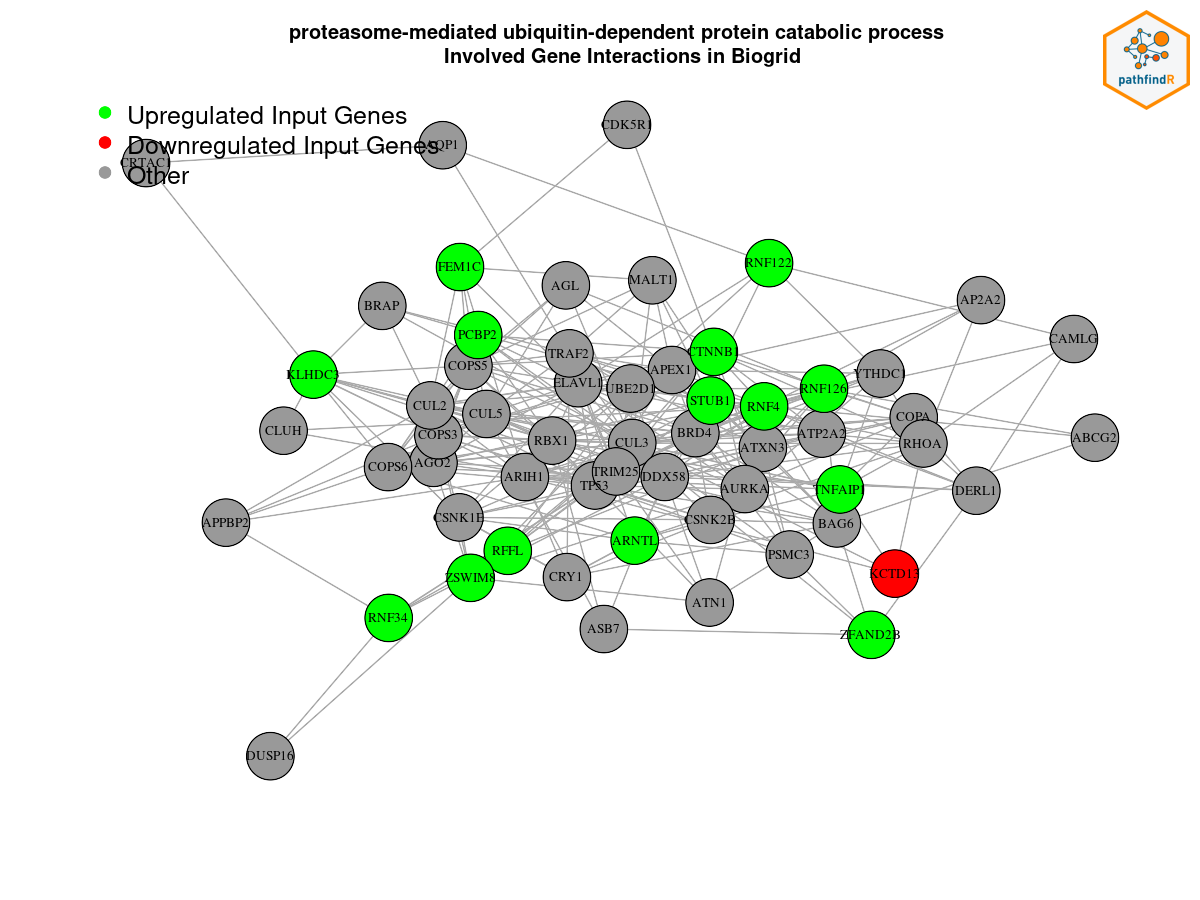 proteasome-mediated ubiquitin-dependent protein catabolic process
Involved Gene Interactions in Biogrid
pathfindR
Upregulated Input Genes
Downregulated Input Genes
Other
CRTAC1
AQP1
CDK5R1
FEM1C
RNF122
AGL
MALT1
AP2A2
BRAP
PCBP2
CAMLG
TRAF2
CTNNB1
COPS5
KLHDC3
ELAVL1
UBE2D1
APEX1
YTHDC1
RNF126
STUB1
RNF4
CUL2
CUL5
COPA
CLUH
COPS3
RBX1
CUL3
BRD4
ATXN3
ATP2A2
RHOA
ABCG2
COPS6
AGO2
ARIH1
TP53
TRIM25
DDX58
AURKA
TNFAIP1
DERL1
APPBP2
CSNK1E
CSNK2B
BAG6
ARNTL
RFFL
PSMC3
ZSWIM8
CRY1
KCTD13
ATN1
RNF34
ASB7
ZFAND2B
DUSP16